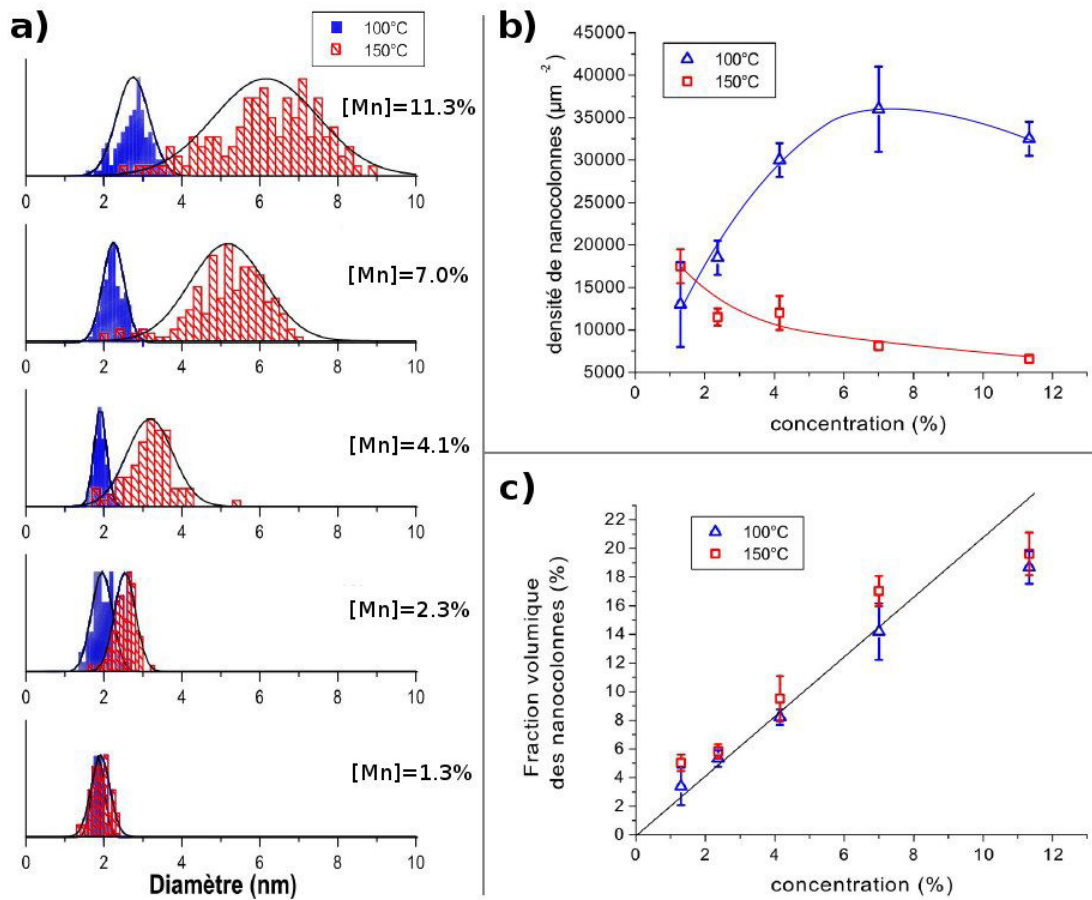 a)
100°C
150°C
[Mn]=11.3%
0 2 4 6 8 10
[Mn]=7.0%
0 2 4 6 8 10
[Mn]=4.1%
0 2 4 6 8 10
[Mn]=2.3%
0 2 4 6 8 10
[Mn]=1.3%
0 2 4 6 8 10
Diamètre (nm)
b)
100°C
150°C
densité de nanocolonnes (µm⁻²)
45000
40000
35000
30000
25000
20000
15000
10000
5000
0 2 4 6 8 10 12
concentration (%)
c)
100°C
150°C
Fraction volumique
des nanocolonnes (%)
22
20
18
16
14
12
10
8
6
4
2
0
0 2 4 6 8 10 12
concentration (%)